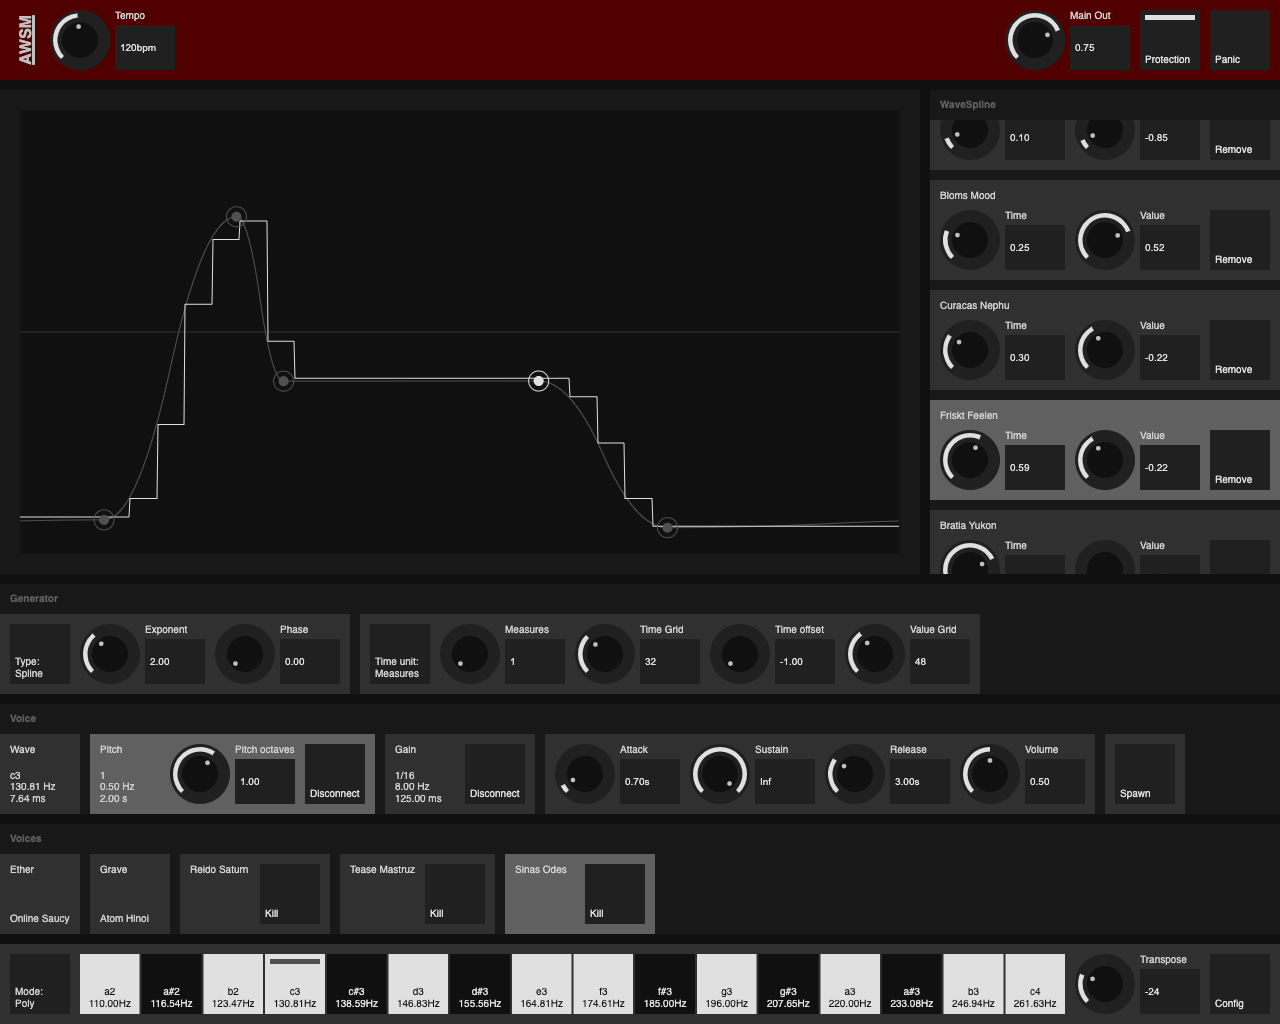 AWSM
Tempo
120bpm
Main Out
0.75
Protection
Panic
WaveSpline
0.10
-0.85
Remove
Bloms Mood
Time
0.25
Value
0.52
Remove
Curacas Nephu
Time
0.30
Value
-0.22
Remove
Friskt Feelen
Time
0.59
Value
-0.22
Remove
Bratia Yukon
Time
Value
Generator
Type:
Spline
Exponent
2.00
Phase
0.00
Time unit:
Measures
Measures
1
Time Grid
32
Time offset
-1.00
Value Grid
48
Voice
Wave
c3
130.81 Hz
7.64 ms
Pitch
1
0.50 Hz
2.00 s
Pitch octaves
1.00
Disconnect
Gain
1/16
8.00 Hz
125.00 ms
Disconnect
Attack
0.70s
Sustain
Inf
Release
3.00s
Volume
0.50
Spawn
Voices
Ether
Online Saucy
Grave
Atom Hinoi
Reido Saturn
Kill
Tease Mastruz
Kill
Sinas Odes
Kill
Mode:
Poly
a2
110.00Hz
a#2
116.54Hz
b2
123.47Hz
c3
130.81Hz
c#3
138.59Hz
d3
146.83Hz
d#3
155.56Hz
e3
164.81Hz
f3
174.61Hz
f#3
185.00Hz
g3
196.00Hz
g#3
207.65Hz
a3
220.00Hz
a#3
233.08Hz
b3
246.94Hz
c4
261.63Hz
Transpose
-24
Config